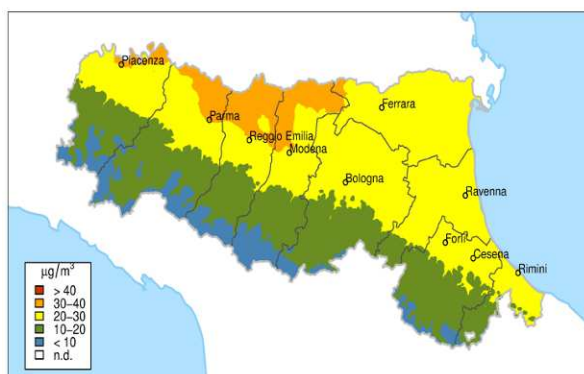 Piacenza
Parma
Reggio Emilia
Modena
Ferrara
Bologna
Ravenna
Forlì
Cesena
Rimini
µg/m³
> 40
30–40
20–30
10–20
< 10
n.d.